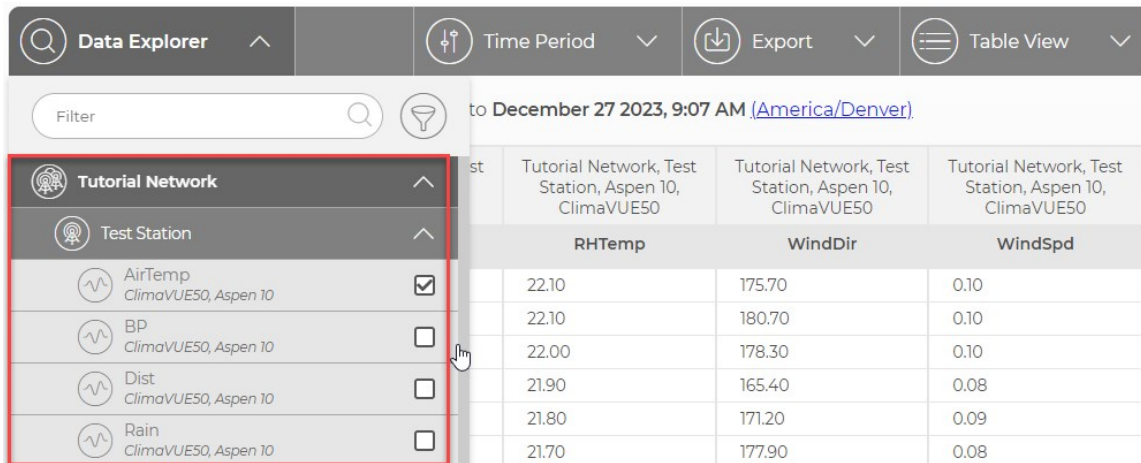 Data Explorer
Time Period
Export
Table View
Filter
to December 27 2023, 9:07 AM (America/Denver)
Tutorial Network
Test Station
AirTemp
ClimaVUE50, Aspen 10
BP
ClimaVUE50, Aspen 10
Dist
ClimaVUE50, Aspen 10
Rain
ClimaVUE50, Aspen 10
st
Tutorial Network, Test
Station, Aspen 10,
ClimaVUE50
Tutorial Network, Test
Station, Aspen 10,
ClimaVUE50
Tutorial Network, Test
Station, Aspen 10,
ClimaVUE50
RHTemp WindDir WindSpd
22.10 175.70 0.10
22.10 180.70 0.10
22.00 178.30 0.10
21.90 165.40 0.08
21.80 171.20 0.09
21.70 177.90 0.08